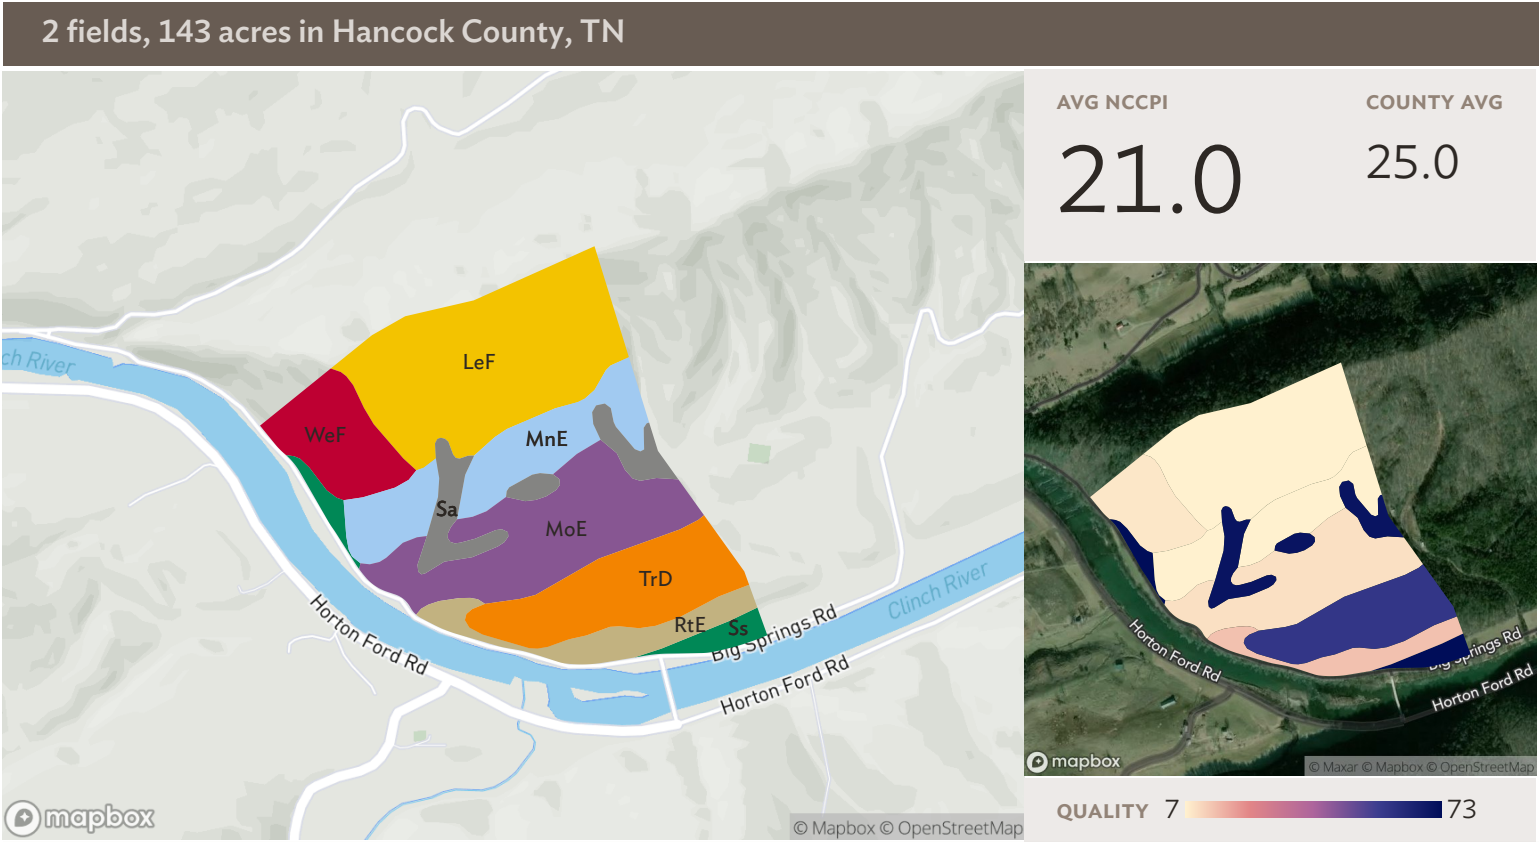 2 fields, 143 acres in Hancock County, TN
AVG NCCPI
COUNTY AVG
21.0
25.0
ch River
LeF
WeF
MnE
Sa
MoE
TrD
RtE
Ss
Big Springs Rd
Clinch River
Horton Ford Rd
Horton Ford Rd
mapbox
© Mapbox © OpenStreetMap
Horton Ford Rd
Big Springs Rd
Horton Ford Rd
mapbox
© Maxar © Mapbox © OpenStreetMap
QUALITY 7 73